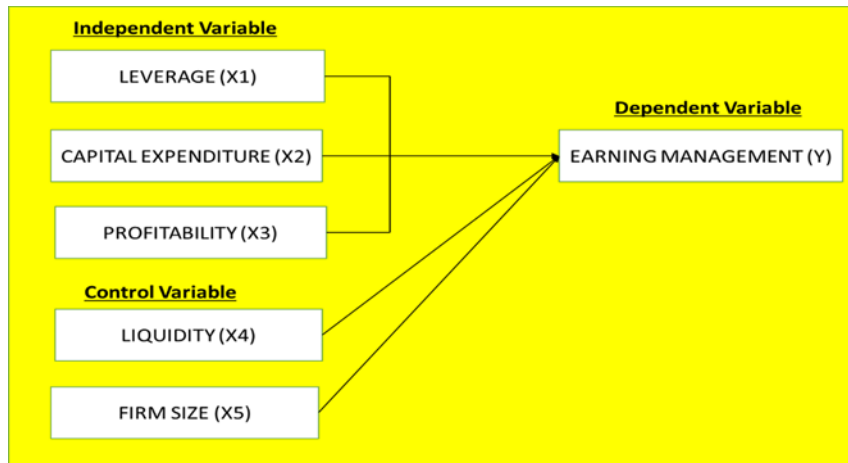 Independent Variable
LEVERAGE (X1)
CAPITAL EXPENDITURE (X2)
PROFITABILITY (X3)
Control Variable
LIQUIDITY (X4)
FIRM SIZE (X5)
Dependent Variable
EARNING MANAGEMENT (Y)